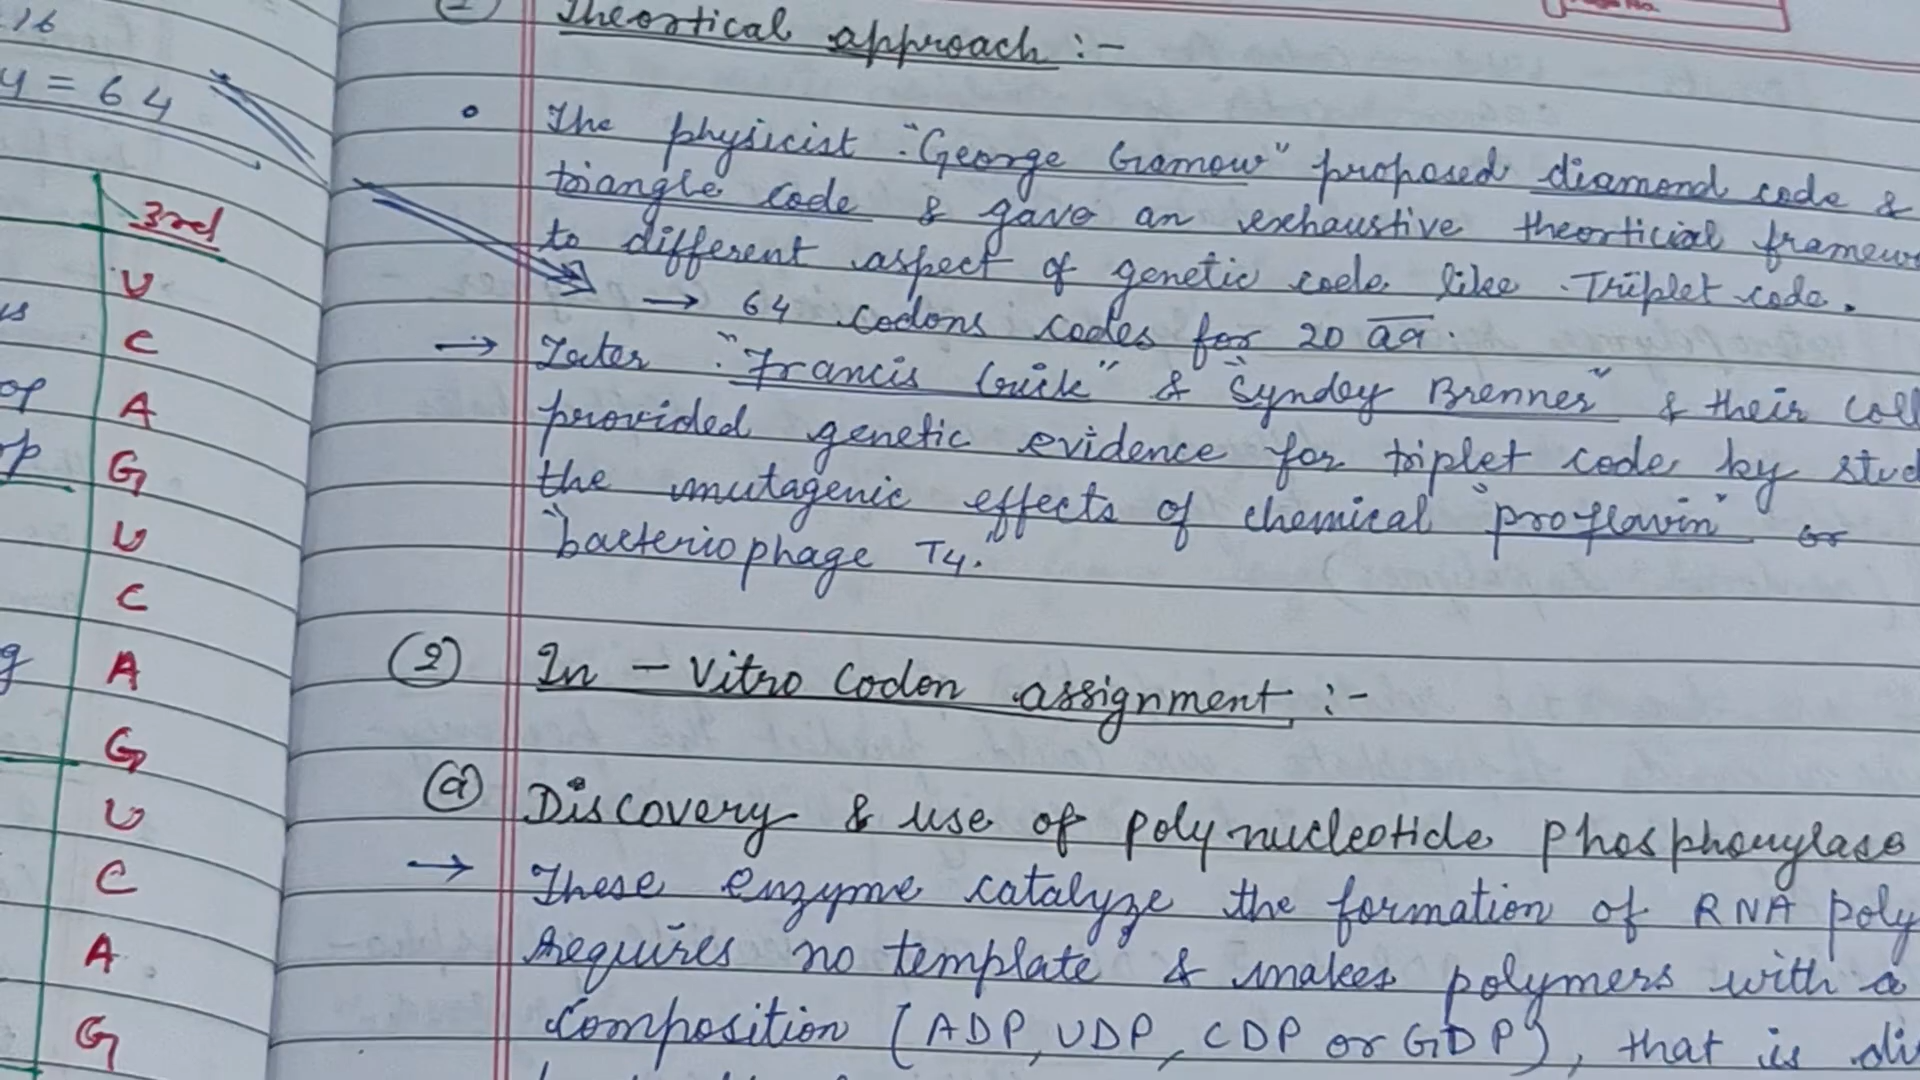 16
4 = 64
3rd
U
C
A
G
U
C
A
G
U
C
A
G
Theortical approach :-
• The physicist "George Gamow" proposed diamond code &
triangle code & gave an exhaustive theorticial framew
to different aspect of genetic code like Triplet code.
→ 64 codons codes for 20 aa.
→ Later "Francis Crick" & "Syndey Brenner" & their coll
provided genetic evidence for triplet code by stud
the mutagenic effects of chemical "proflavin" or
"bacteriophage T4."
(2) In - Vitro Codon assignment :-
(a) Discovery & use of polynucleotide phosphorylase
→ These enzyme catalyze the formation of RNA poly
requires no template & makes polymers with a
composition (ADP, UDP, CDP or GDP), that is di